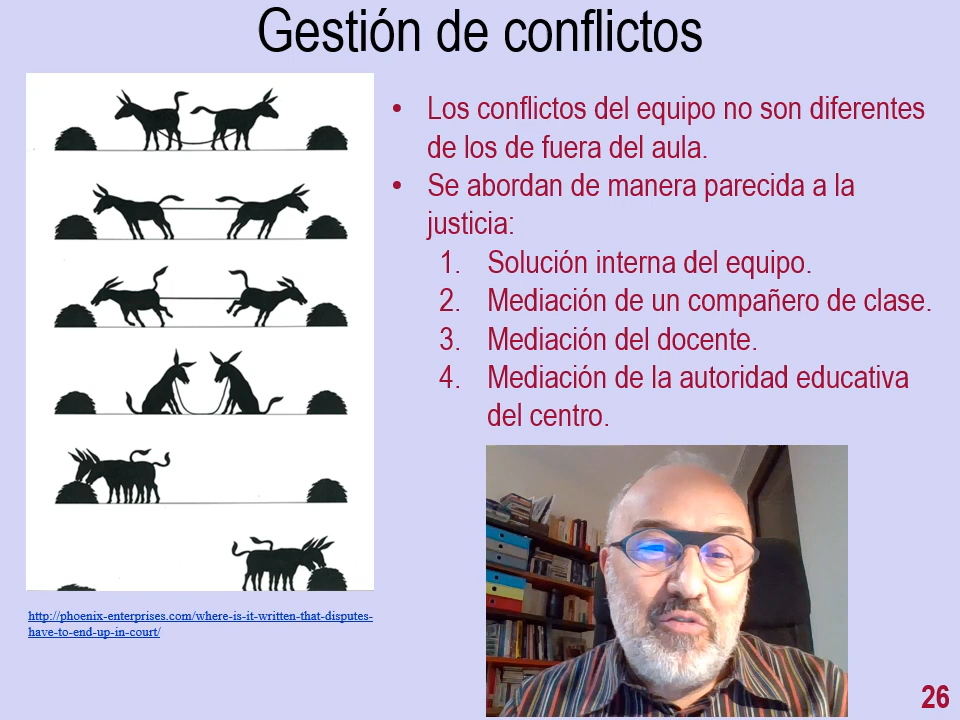 Gestión de conflictos
• Los conflictos del equipo no son diferentes
de los de fuera del aula.
• Se abordan de manera parecida a la
justicia:
1. Solución interna del equipo.
2. Mediación de un compañero de clase.
3. Mediación del docente.
4. Mediación de la autoridad educativa
del centro.
http://phoenix-enterprises.com/where-is-it-written-that-disputes-
have-to-end-up-in-court/
26